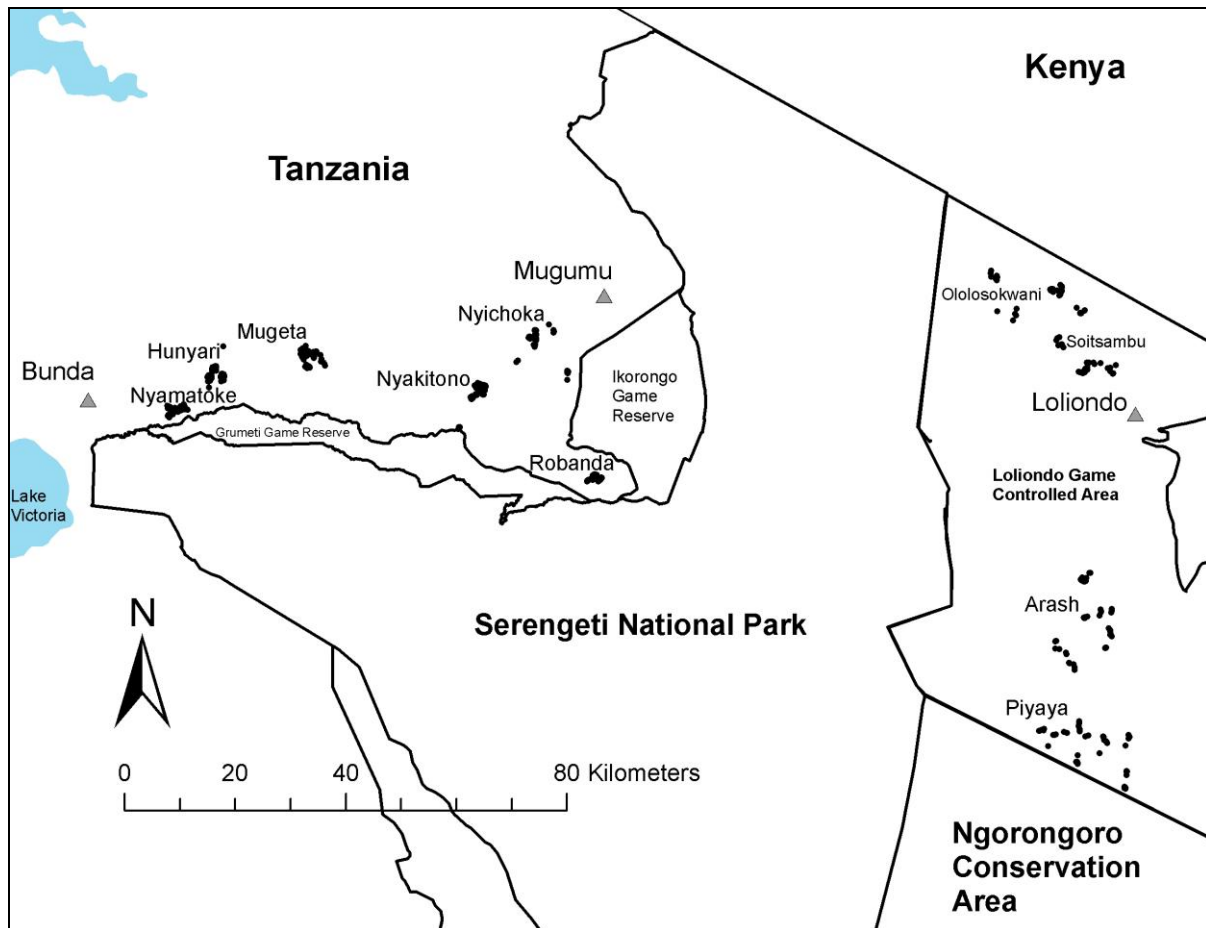 Kenya
Tanzania
Mugumu
Ololosokwani
Nyichoka
Mugeta
Soitsambu
Hunyari
Bunda
Nyakitono
Ikorongo
Game
Reserve
Nyamatoke
Loliondo
Grumeti Game Reserve
Robanda
Loliondo Game
Controlled Area
Lake
Victoria
N
Arash
Serengeti National Park
Piyaya
0 20 40 80 Kilometers
Ngorongoro
Conservation
Area